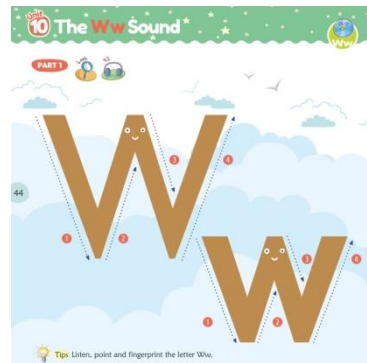 Unit
10 The Ww Sound
Ww
PART 1
W
1
2
3
4
44
w
1
2
3
4
Tips Listen, point and fingerprint the letter Ww.